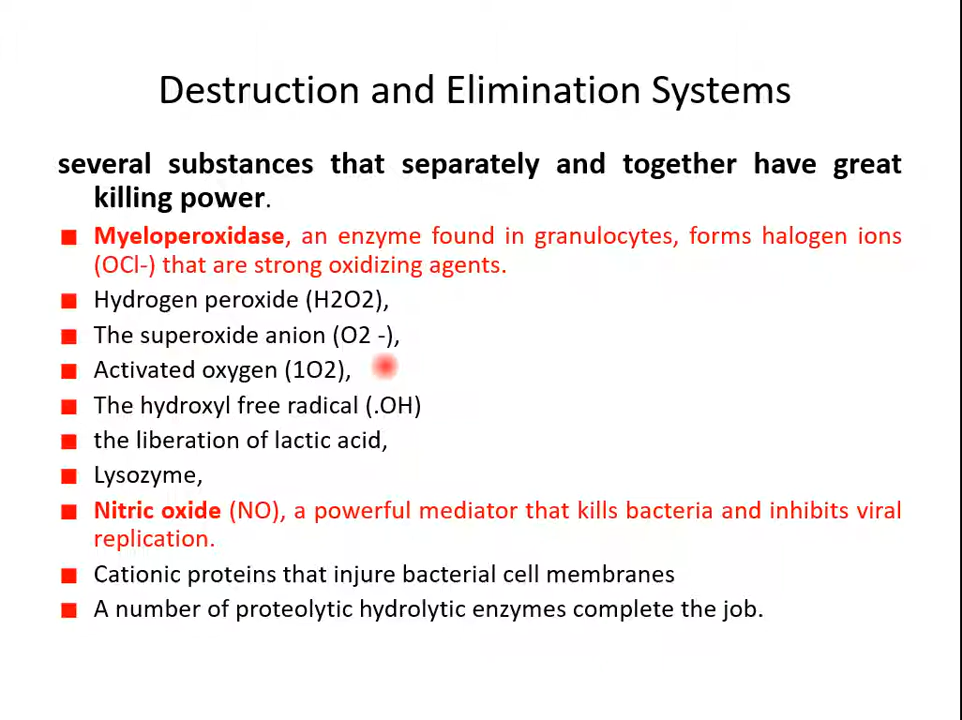 Destruction and Elimination Systems
several substances that separately and together have great
killing power.
Myeloperoxidase, an enzyme found in granulocytes, forms halogen ions
(OCl-) that are strong oxidizing agents.
Hydrogen peroxide (H2O2),
The superoxide anion (O2 -),
Activated oxygen (1O2),
The hydroxyl free radical (.OH)
the liberation of lactic acid,
Lysozyme,
Nitric oxide (NO), a powerful mediator that kills bacteria and inhibits viral
replication.
Cationic proteins that injure bacterial cell membranes
A number of proteolytic hydrolytic enzymes complete the job.